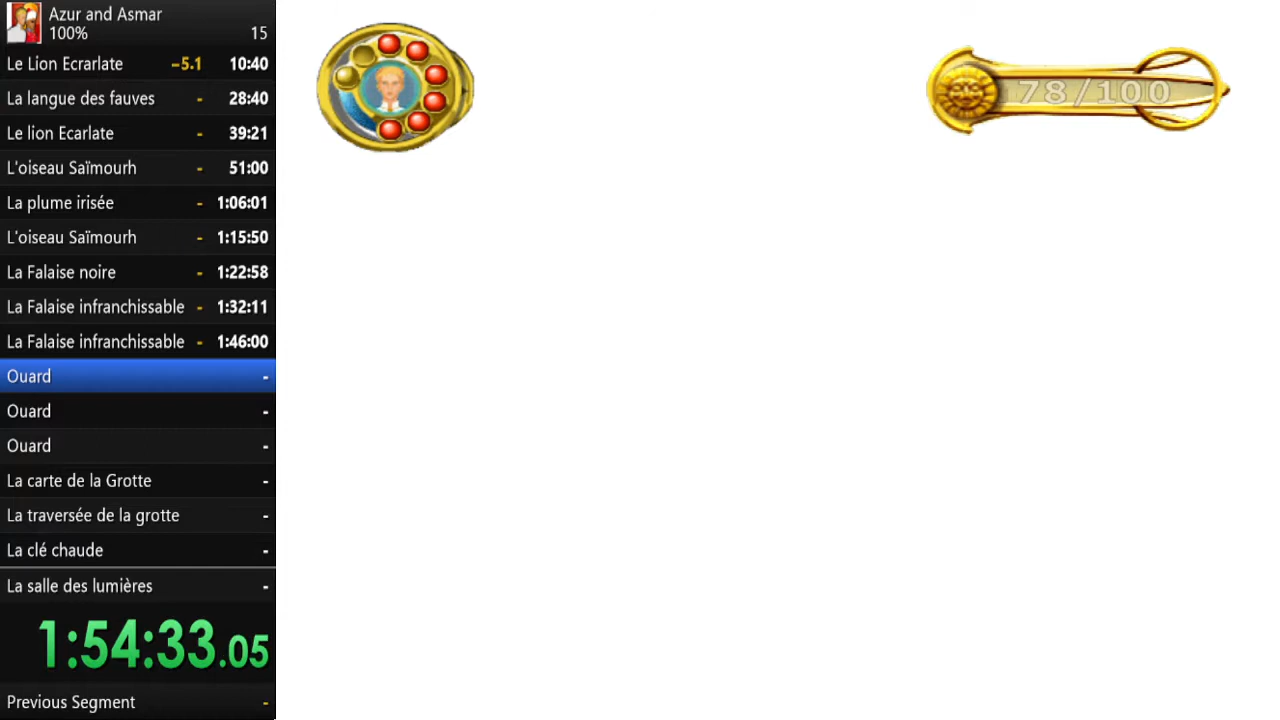 Azur and Asmar
100% 15
Le Lion Ecrarlate −5.1 10:40
La langue des fauves - 28:40
Le lion Ecarlate - 39:21
L'oiseau Saïmourh - 51:00
La plume irisée - 1:06:01
L'oiseau Saïmourh - 1:15:50
La Falaise noire - 1:22:58
La Falaise infranchissable - 1:32:11
La Falaise infranchissable - 1:46:00
Ouard -
Ouard -
Ouard -
La carte de la Grotte -
La traversée de la grotte -
La clé chaude -
La salle des lumières -
1:54:33.05
Previous Segment -
78/100